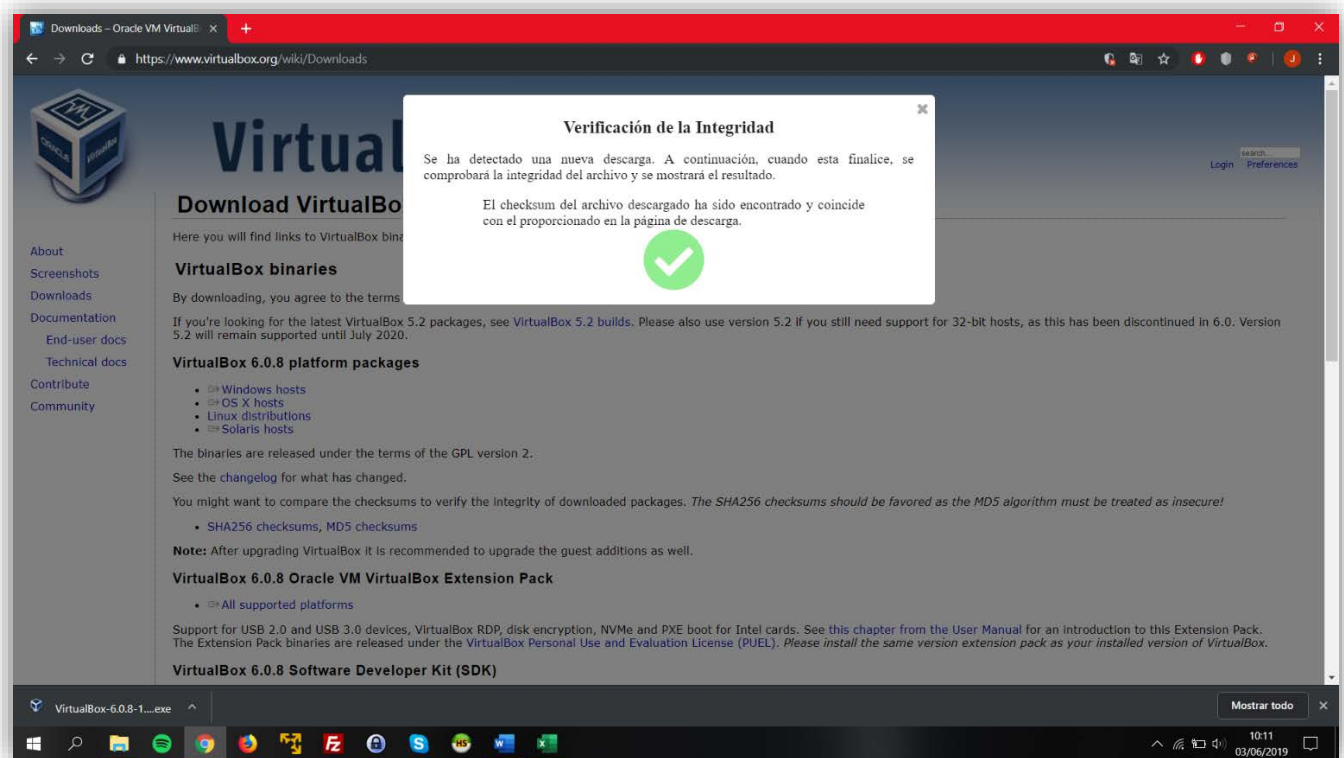 Downloads – Oracle VM VirtualB
https://www.virtualbox.org/wiki/Downloads
J
ORACLE
VirtualBox
Virtual
search...
Login Preferences
Verificación de la Integridad
Se ha detectado una nueva descarga. A continuación, cuando esta finalice, se
comprobará la integridad del archivo y se mostrará el resultado.
El checksum del archivo descargado ha sido encontrado y coincide
con el proporcionado en la página de descarga.
Download VirtualBo
Here you will find links to VirtualBox bina
About
Screenshots
Downloads
Documentation
End-user docs
Technical docs
Contribute
Community
VirtualBox binaries
By downloading, you agree to the terms
If you're looking for the latest VirtualBox 5.2 packages, see VirtualBox 5.2 builds. Please also use version 5.2 if you still need support for 32-bit hosts, as this has been discontinued in 6.0. Version
5.2 will remain supported until July 2020.
VirtualBox 6.0.8 platform packages
Windows hosts
OS X hosts
Linux distributions
Solaris hosts
The binaries are released under the terms of the GPL version 2.
See the changelog for what has changed.
You might want to compare the checksums to verify the integrity of downloaded packages. The SHA256 checksums should be favored as the MD5 algorithm must be treated as insecure!
SHA256 checksums, MD5 checksums
Note: After upgrading VirtualBox it is recommended to upgrade the guest additions as well.
VirtualBox 6.0.8 Oracle VM VirtualBox Extension Pack
All supported platforms
Support for USB 2.0 and USB 3.0 devices, VirtualBox RDP, disk encryption, NVMe and PXE boot for Intel cards. See this chapter from the User Manual for an introduction to this Extension Pack.
The Extension Pack binaries are released under the VirtualBox Personal Use and Evaluation License (PUEL). Please install the same version extension pack as your installed version of VirtualBox.
VirtualBox 6.0.8 Software Developer Kit (SDK)
VirtualBox-6.0.8-1....exe
Mostrar todo
10:11
03/06/2019